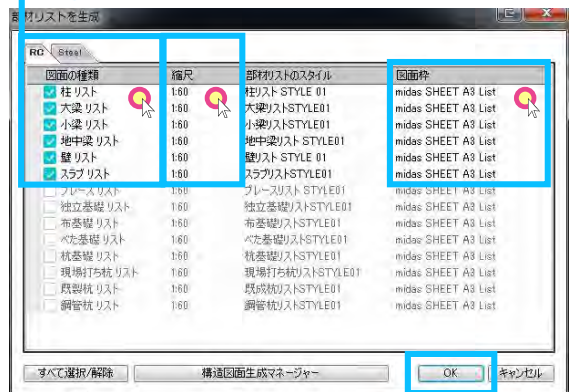 部材リストを生成
RC Steel
図面の種類 縮尺 部材リストのスタイル 図面枠
柱 リスト 1:60 柱リスト STYLE 01 midas SHEET A3 List
大梁 リスト 1:60 大梁リストSTYLE01 midas SHEET A3 List
小梁 リスト 1:60 小梁リストSTYLE01 midas SHEET A3 List
地中梁 リスト 1:60 地中梁リスト STYLE01 midas SHEET A3 List
壁 リスト 1:60 壁リスト STYLE 01 midas SHEET A3 List
スラブ リスト 1:60 スラブリストSTYLE01 midas SHEET A3 List
ブレース リスト 1:60 ブレースリスト STYLE01 midas SHEET A3 List
独立基礎 リスト 1:60 独立基礎リストSTYLE01 midas SHEET A3 List
布基礎 リスト 1:60 布基礎リストSTYLE01 midas SHEET A3 List
べた基礎 リスト 1:60 べた基礎リストSTYLE01 midas SHEET A3 List
杭基礎 リスト 1:60 杭基礎リストSTYLE01 midas SHEET A3 List
現場打ち杭 リスト 1:60 現場打ち杭リストSTYLE01 midas SHEET A3 List
既製杭 リスト 1:60 既成杭リストSTYLE01 midas SHEET A3 List
鋼管杭 リスト 1:60 鋼管杭リストSTYLE01 midas SHEET A3 List
すべて選択/解除 構造図面生成マネージャー OK キャンセル